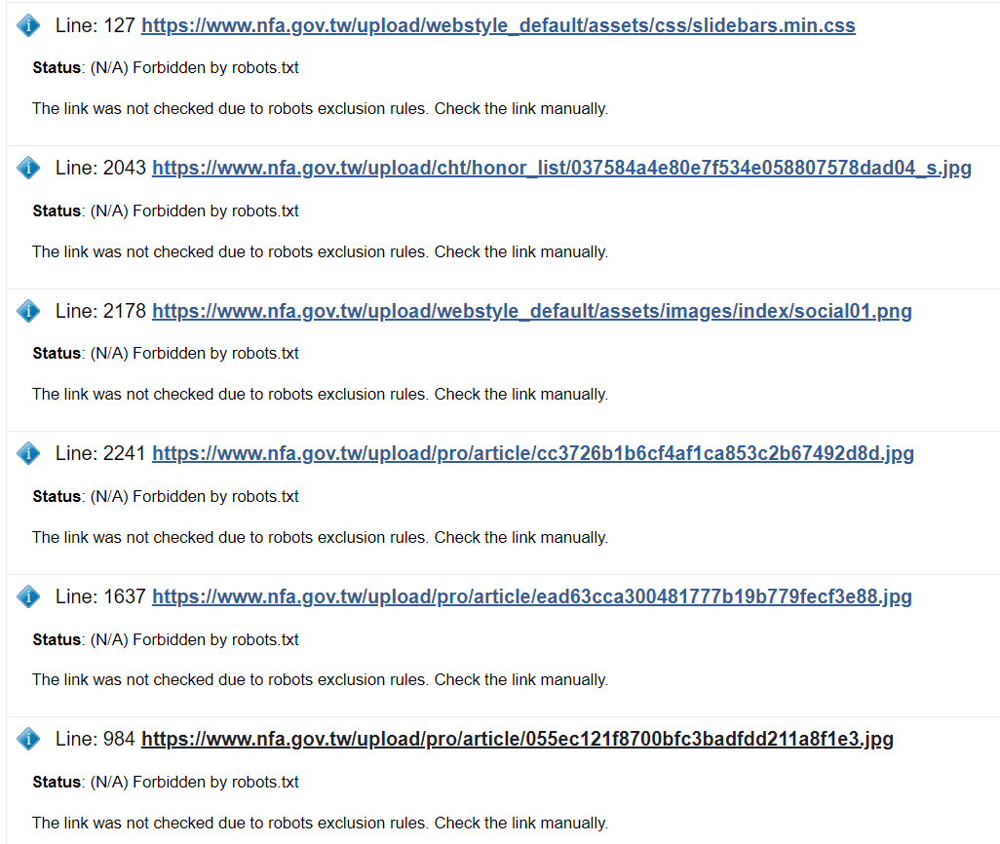 Line: 127 https://www.nfa.gov.tw/upload/webstyle_default/assets/css/slidebars.min.css
Status: (N/A) Forbidden by robots.txt
The link was not checked due to robots exclusion rules. Check the link manually.
Line: 2043 https://www.nfa.gov.tw/upload/cht/honor_list/037584a4e80e7f534e058807578dad04_s.jpg
Status: (N/A) Forbidden by robots.txt
The link was not checked due to robots exclusion rules. Check the link manually.
Line: 2178 https://www.nfa.gov.tw/upload/webstyle_default/assets/images/index/social01.png
Status: (N/A) Forbidden by robots.txt
The link was not checked due to robots exclusion rules. Check the link manually.
Line: 2241 https://www.nfa.gov.tw/upload/pro/article/cc3726b1b6cf4af1ca853c2b67492d8d.jpg
Status: (N/A) Forbidden by robots.txt
The link was not checked due to robots exclusion rules. Check the link manually.
Line: 1637 https://www.nfa.gov.tw/upload/pro/article/ead63cca300481777b19b779fecf3e88.jpg
Status: (N/A) Forbidden by robots.txt
The link was not checked due to robots exclusion rules. Check the link manually.
Line: 984 https://www.nfa.gov.tw/upload/pro/article/055ec121f8700bfc3badfdd211a8f1e3.jpg
Status: (N/A) Forbidden by robots.txt
The link was not checked due to robots exclusion rules. Check the link manually.